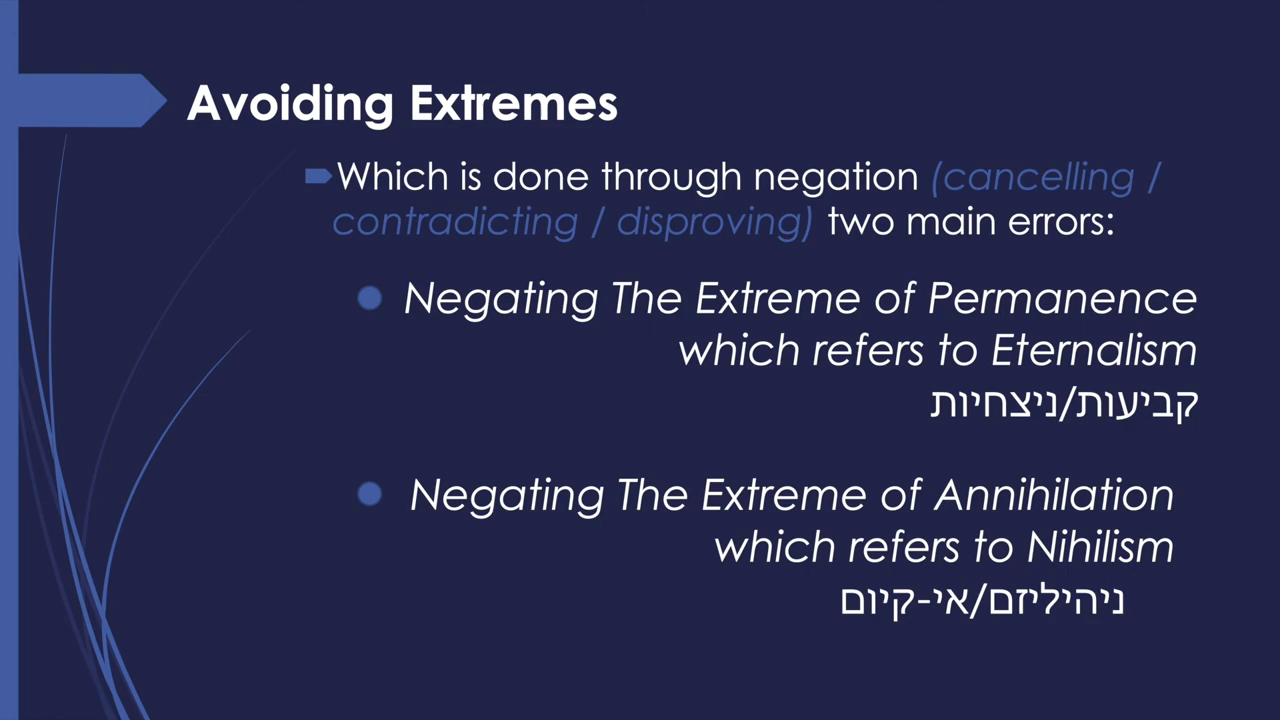 Avoiding Extremes
Which is done through negation (cancelling /
contradicting / disproving) two main errors:
Negating The Extreme of Permanence
which refers to Eternalism
קביעות/ניצחיות
Negating The Extreme of Annihilation
which refers to Nihilism
ניהיליזם/אי-קיום